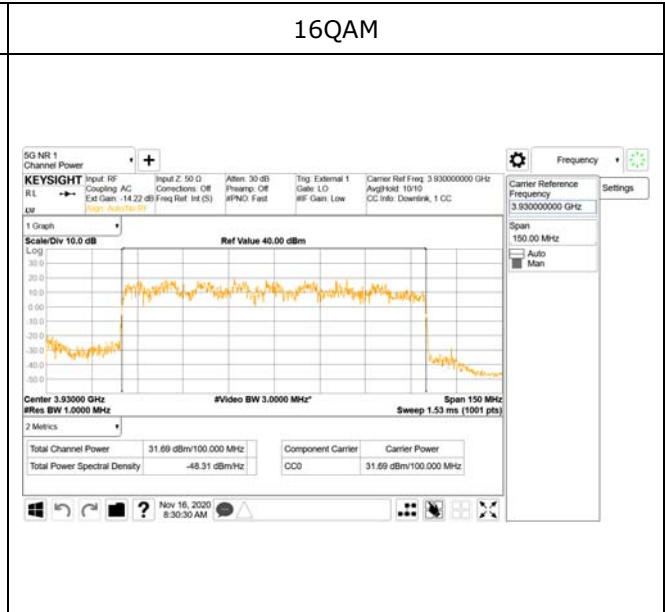 16QAM
5G NR 1
Channel Power
Frequency
KEYSIGHT
RL
Input: RF
Coupling: AC
Ext Gain: -14.22 dB
Align: Auto/No RF
Input Z: 50 Ω
Corrections: Off
Freq Ref: Int (S)
Atten: 30 dB
Preamp: Off
#PNO: Fast
Trig: External 1
Gate: LO
#IF Gain: Low
Carrier Ref Freq: 3.930000000 GHz
Avg|Hold: 10/10
CC Info: Downlink, 1 CC
Carrier Reference
Frequency
3.930000000 GHz
Settings
Span
150.00 MHz
Auto
Man
1 Graph
Scale/Div 10.0 dB
Ref Value 40.00 dBm
Log
30.0
20.0
10.0
0.00
-10.0
-20.0
-30.0
-40.0
-50.0
Center 3.93000 GHz
#Video BW 3.0000 MHz*
Span 150 MHz
#Res BW 1.0000 MHz
Sweep 1.53 ms (1001 pts)
2 Metrics
Total Channel Power 31.69 dBm/100.000 MHz
Total Power Spectral Density -48.31 dBm/Hz
Component Carrier Carrier Power
CC0 31.69 dBm/100.000 MHz
?
Nov 16, 2020
8:30:30 AM